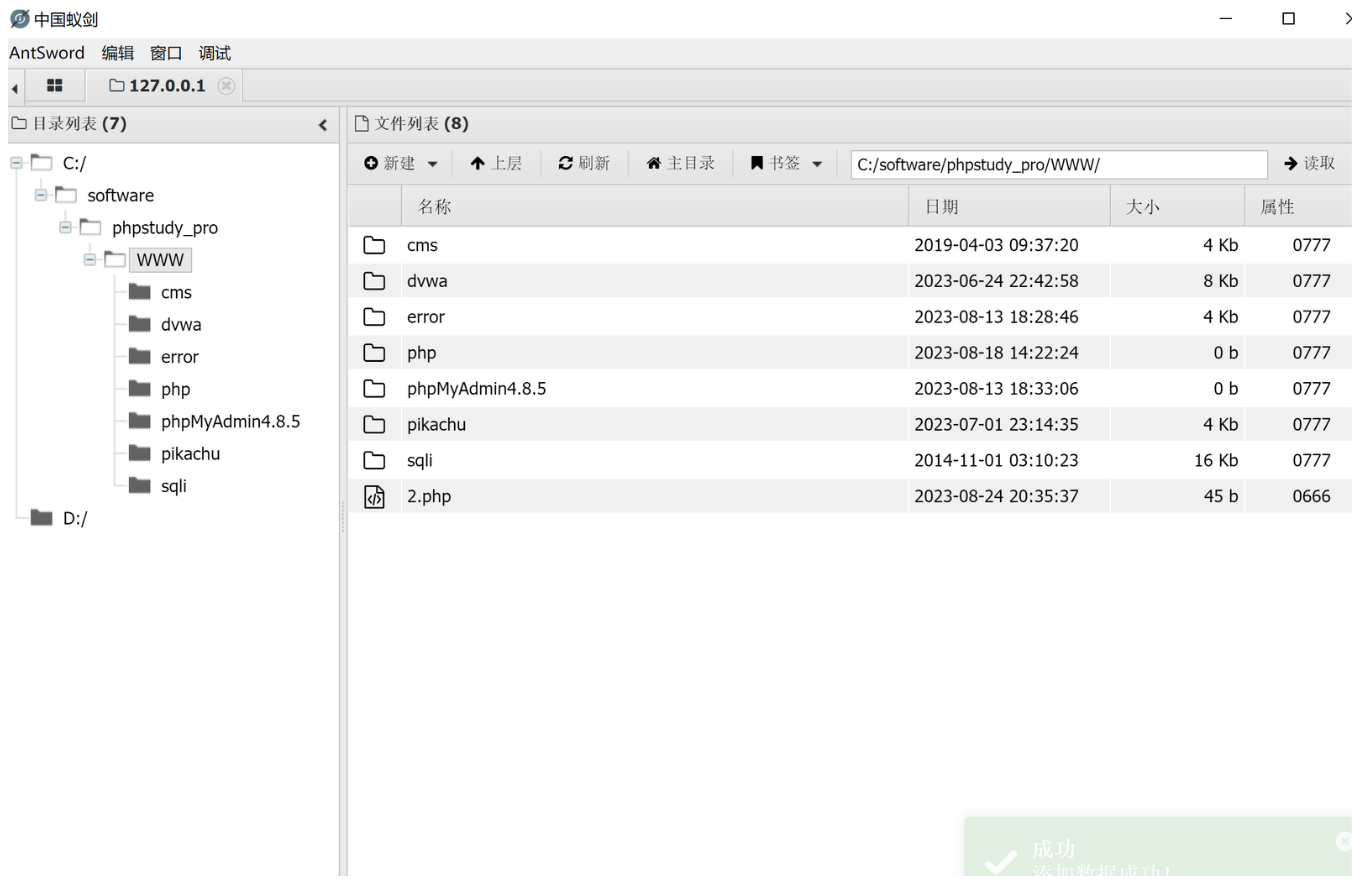 中国蚁剑
AntSword 编辑 窗口 调试
127.0.0.1
目录列表 (7)
C:/
software
phpstudy_pro
WWW
cms
dvwa
error
php
phpMyAdmin4.8.5
pikachu
sqli
D:/
文件列表 (8)
新建 上层 刷新 主目录 书签 C:/software/phpstudy_pro/WWW/ 读取
名称 日期 大小 属性
cms 2019-04-03 09:37:20 4 Kb 0777
dvwa 2023-06-24 22:42:58 8 Kb 0777
error 2023-08-13 18:28:46 4 Kb 0777
php 2023-08-18 14:22:24 0 b 0777
phpMyAdmin4.8.5 2023-08-13 18:33:06 0 b 0777
pikachu 2023-07-01 23:14:35 4 Kb 0777
sqli 2014-11-01 03:10:23 16 Kb 0777
2.php 2023-08-24 20:35:37 45 b 0666
成功
添加数据成功!